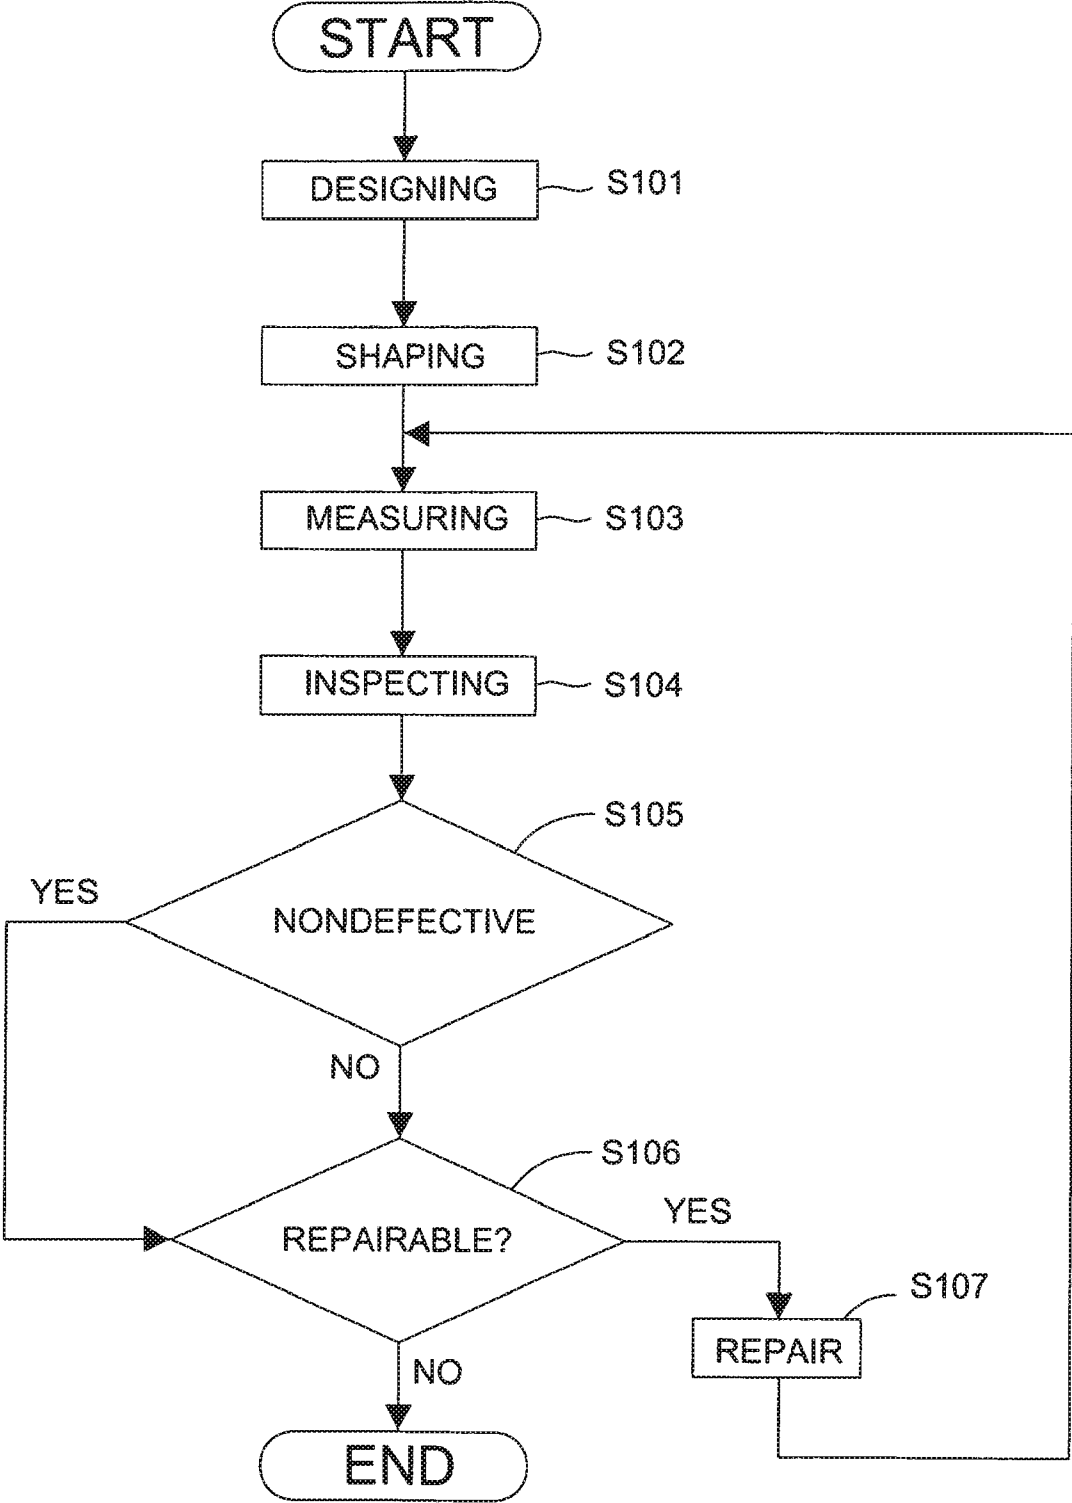 START
DESIGNING
S101
SHAPING
S102
MEASURING
S103
INSPECTING
S104
S105
YES
NONDEFECTIVE
NO
S106
YES
REPAIRABLE?
S107
REPAIR
NO
END